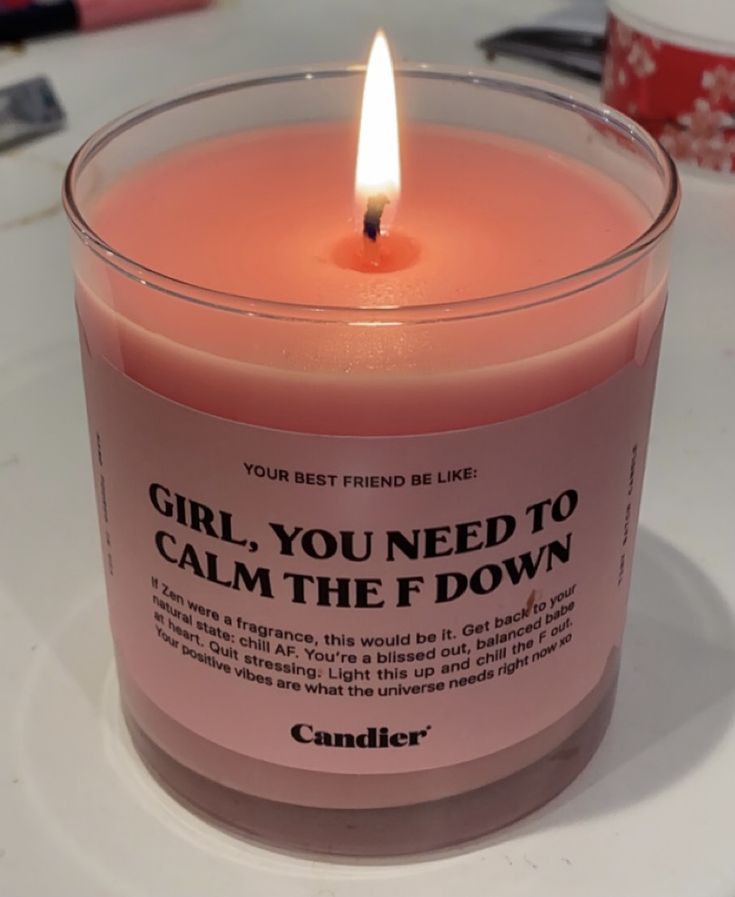 YOUR BEST FRIEND BE LIKE:
GIRL, YOU NEED TO
CALM THE F DOWN
If Zen were a fragrance, this would be it. Get back to your
natural state: chill AF. You're a blissed out, balanced babe
at heart. Quit stressing. Light this up and chill the F out.
Your positive vibes are what the universe needs right now xo
Candier